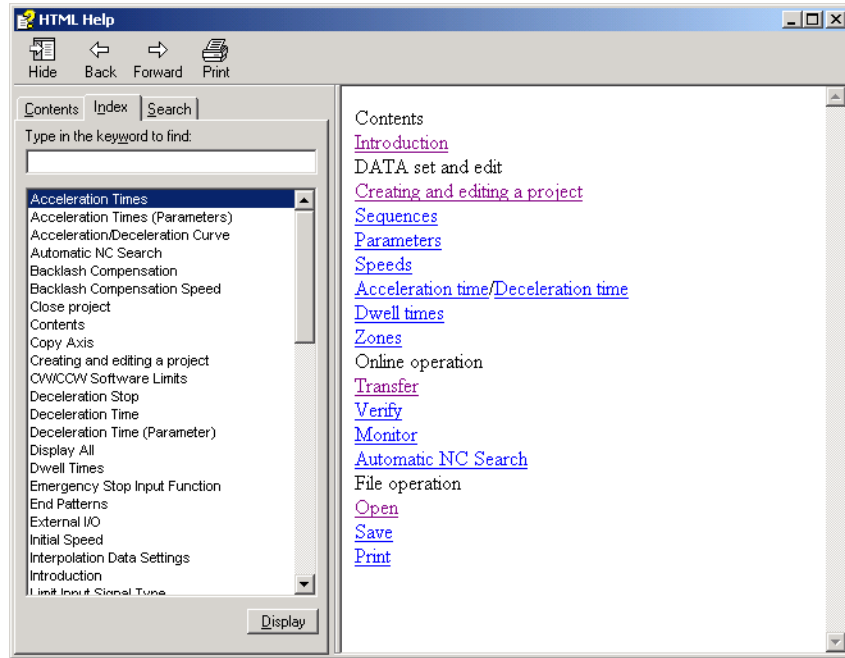 HTML Help
Hide Back Forward Print
Contents Index Search
Type in the keyword to find:
Acceleration Times
Acceleration Times (Parameters)
Acceleration/Deceleration Curve
Automatic NC Search
Backlash Compensation
Backlash Compensation Speed
Close project
Contents
Copy Axis
Creating and editing a project
CW/CCW Software Limits
Deceleration Stop
Deceleration Time
Deceleration Time (Parameter)
Display All
Dwell Times
Emergency Stop Input Function
End Patterns
External I/O
Initial Speed
Interpolation Data Settings
Introduction
Limit Input Signal Type
Display
Contents
Introduction
DATA set and edit
Creating and editing a project
Sequences
Parameters
Speeds
Acceleration time/Deceleration time
Dwell times
Zones
Online operation
Transfer
Verify
Monitor
Automatic NC Search
File operation
Open
Save
Print